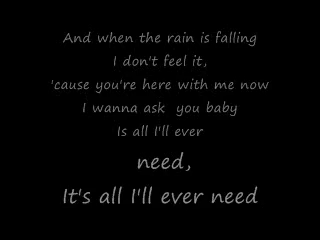 And when the rain is falling
I don't feel it,
'cause you're here with me now
I wanna ask you baby
Is all I'll ever
need,
It's all I'll ever need